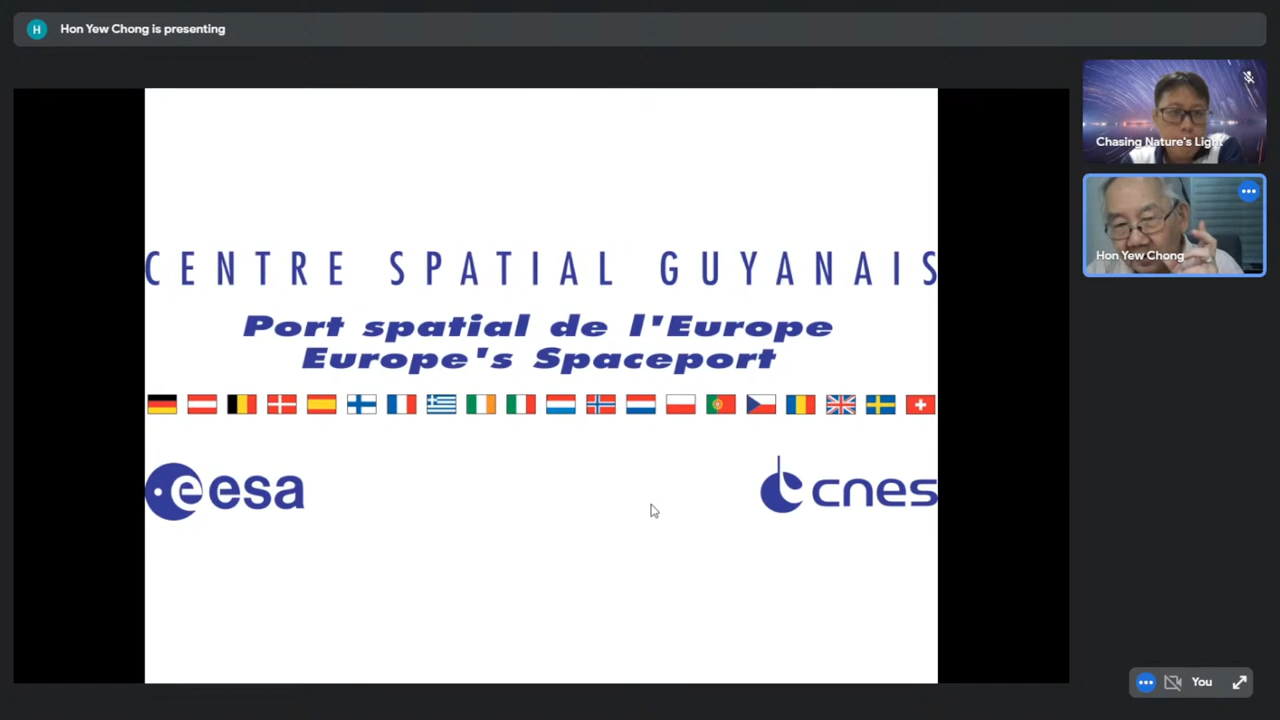 H
Hon Yew Chong is presenting
Chasing Nature's Light
Hon Yew Chong
CENTRE SPATIAL GUYANAIS
Port spatial de l'Europe
Europe's Spaceport
esa
cnes
You